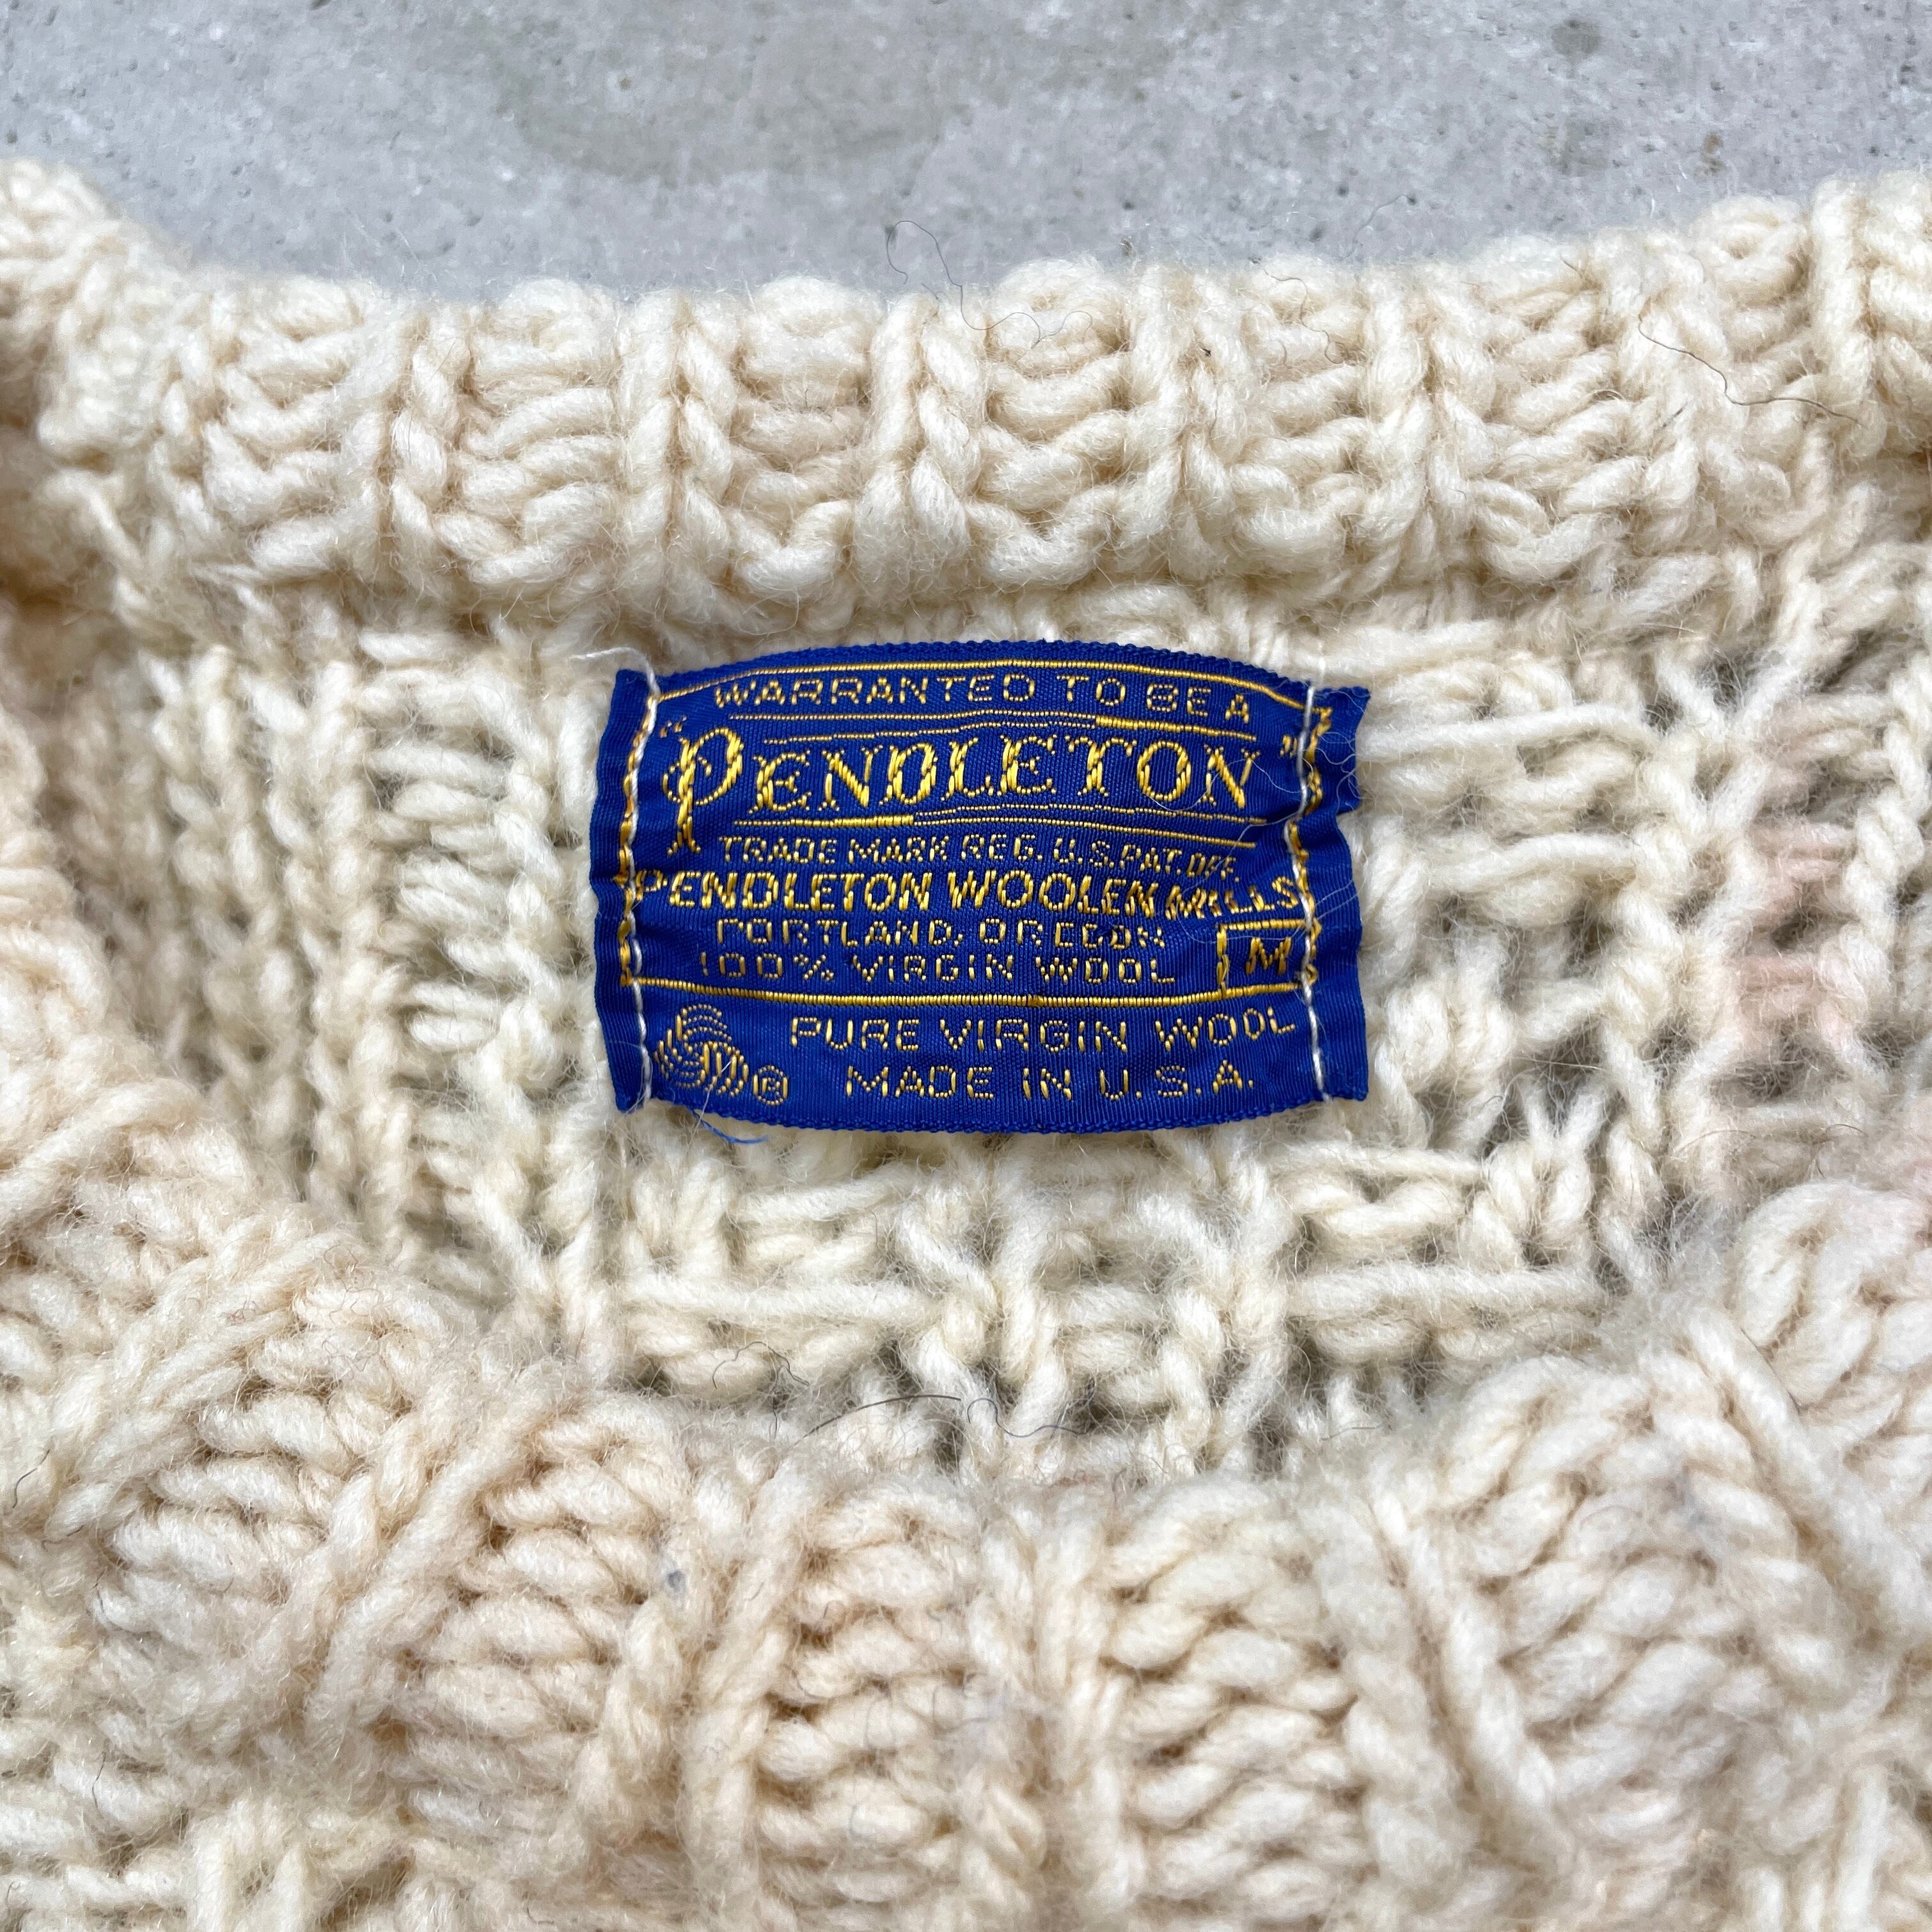 WARRANTED TO BE A
"PENDLETON"
TRADE MARK REG. U.S. PAT. OFF.
PENDLETON WOOLEN MILLS
PORTLAND, OREGON
100% VIRGIN WOOL M
PURE VIRGIN WOOL
® MADE IN U.S.A.